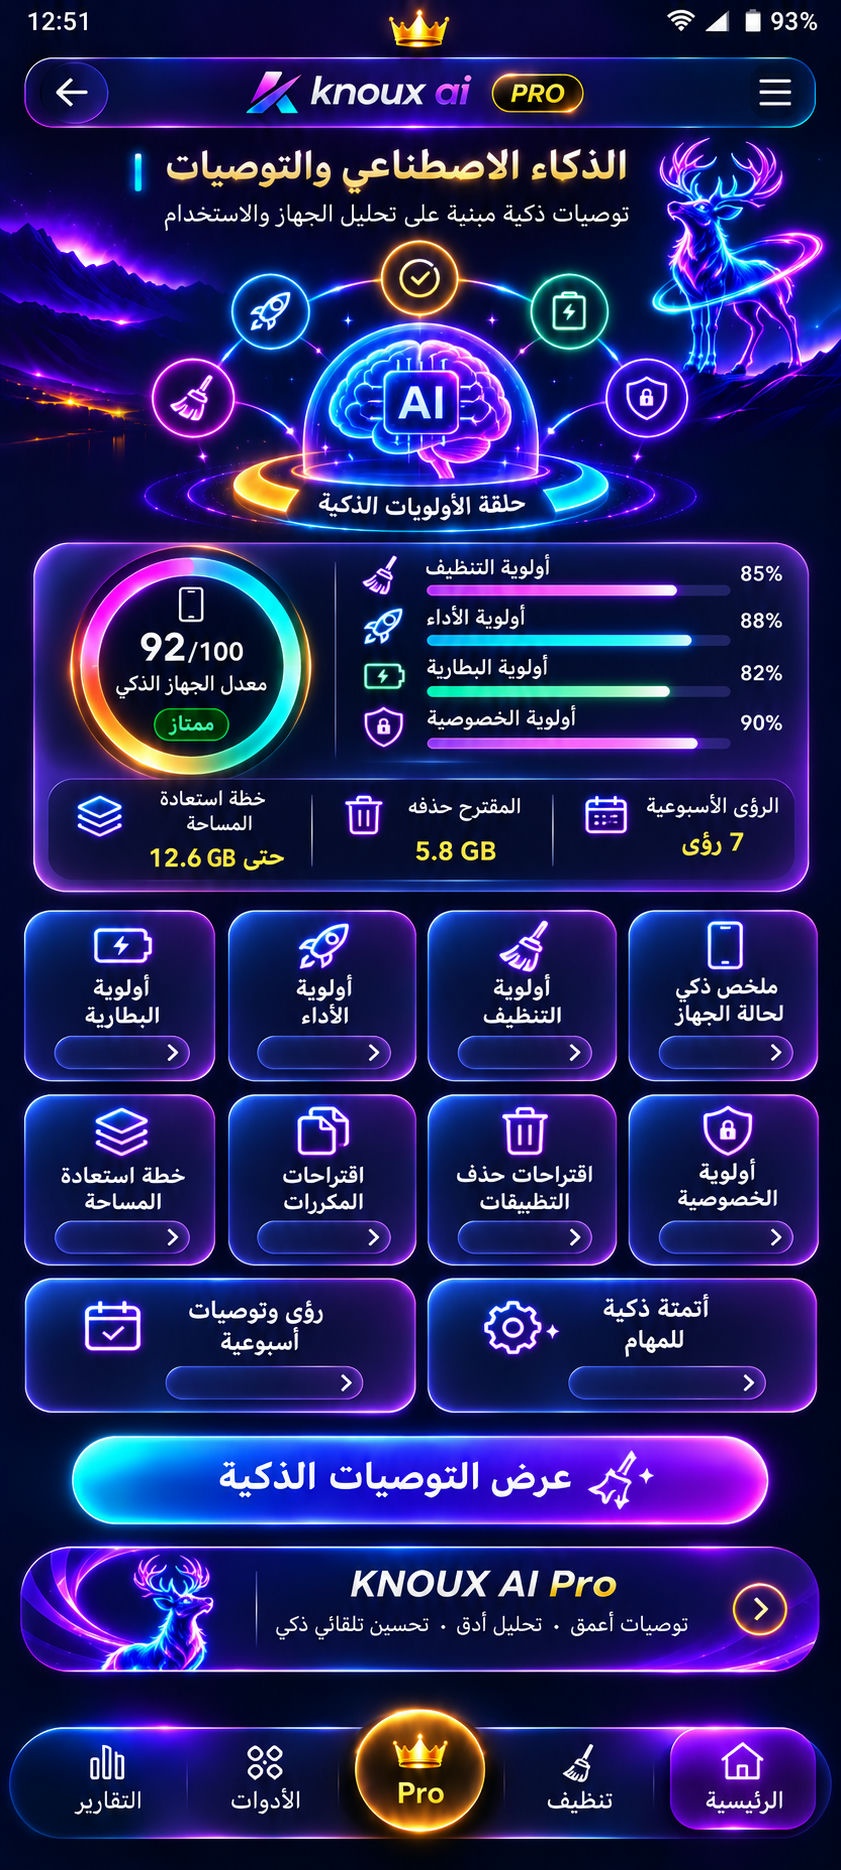 12:51
93%
knoux ai PRO
الذكاء الاصطناعي والتوصيات
توصيات ذكية مبنية على تحليل الجهاز والاستخدام
AI
حلقة الأولويات الذكية
92/100
معدل الجهاز الذكي
ممتاز
أولوية التنظيف 85%
أولوية الأداء 88%
أولوية البطارية 82%
أولوية الخصوصية 90%
الرؤى الأسبوعية
7 رؤى
المقترح حذفه
5.8 GB
خطة استعادة
المساحة
حتى 12.6 GB
ملخص ذكي
لحالة الجهاز
أولوية
التنظيف
أولوية
الأداء
أولوية
البطارية
أولوية
الخصوصية
اقتراحات حذف
التطبيقات
اقتراحات
المكررات
خطة استعادة
المساحة
أتمتة ذكية
للمهام
رؤى وتوصيات
أسبوعية
عرض التوصيات الذكية
KNOUX AI Pro
توصيات أعمق • تحليل أدق • تحسين تلقائي ذكي
الرئيسية
تنظيف
Pro
الأدوات
التقارير